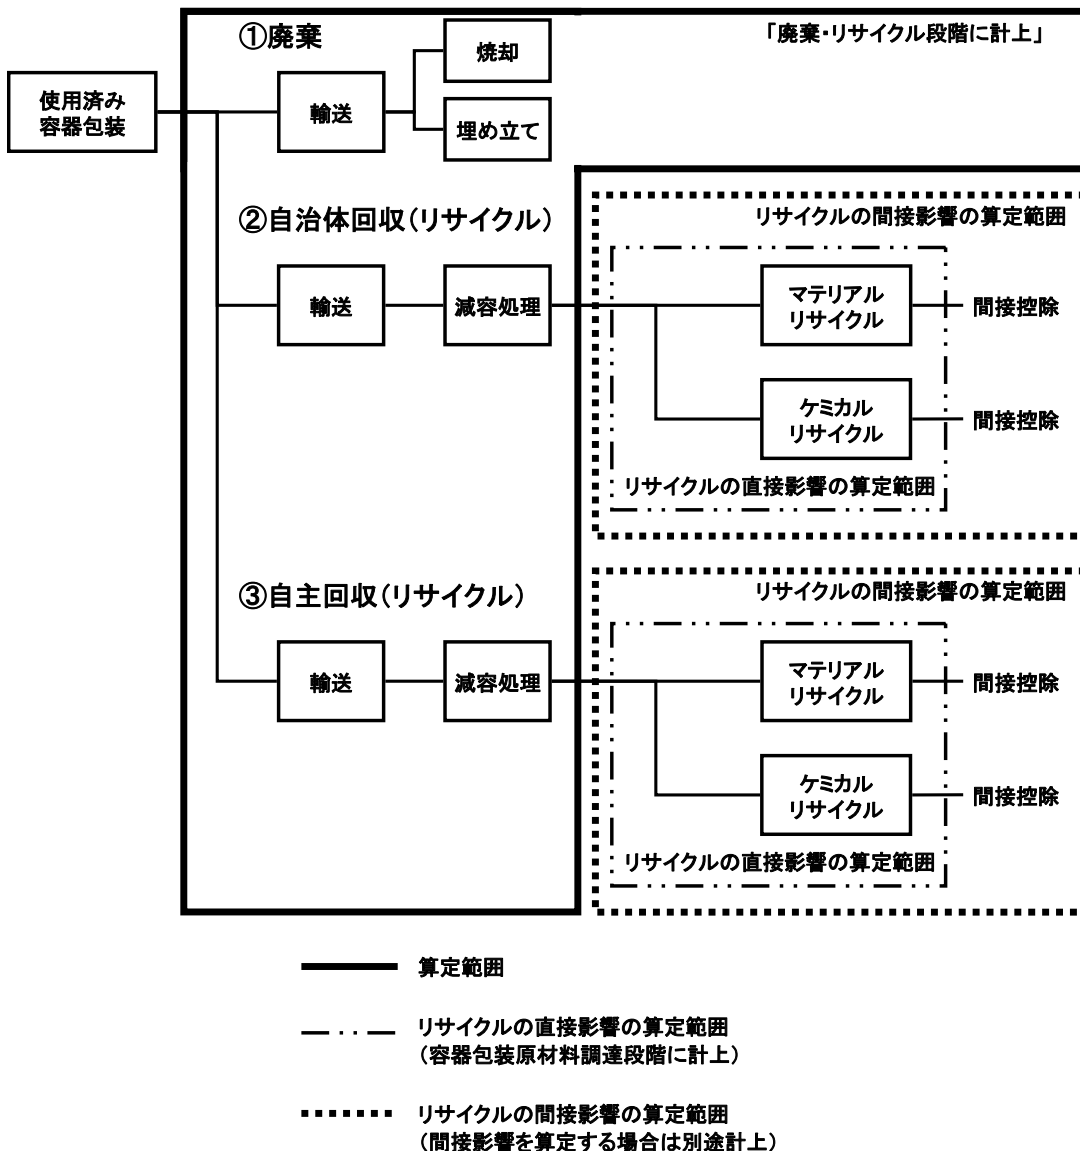 ①廃棄
「廃棄・リサイクル段階に計上」
使用済み
容器包装
輸送
焼却
埋め立て
②自治体回収(リサイクル)
リサイクルの間接影響の算定範囲
輸送
減容処理
マテリアル
リサイクル
間接控除
ケミカル
リサイクル
間接控除
リサイクルの直接影響の算定範囲
③自主回収(リサイクル)
リサイクルの間接影響の算定範囲
輸送
減容処理
マテリアル
リサイクル
間接控除
ケミカル
リサイクル
間接控除
リサイクルの直接影響の算定範囲
算定範囲
リサイクルの直接影響の算定範囲
(容器包装原材料調達段階に計上)
リサイクルの間接影響の算定範囲
(間接影響を算定する場合は別途計上)